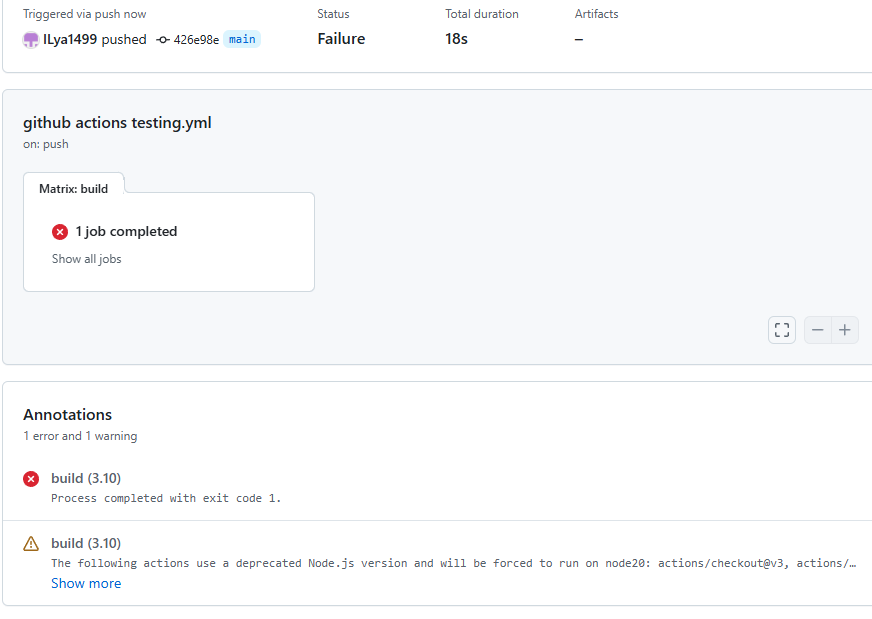 Triggered via push now
Status
Total duration
Artifacts
ILya1499 pushed 426e98e main
Failure
18s
–
github actions testing.yml
on: push
Matrix: build
1 job completed
Show all jobs
Annotations
1 error and 1 warning
build (3.10)
Process completed with exit code 1.
build (3.10)
The following actions use a deprecated Node.js version and will be forced to run on node20: actions/checkout@v3, actions/…
Show more